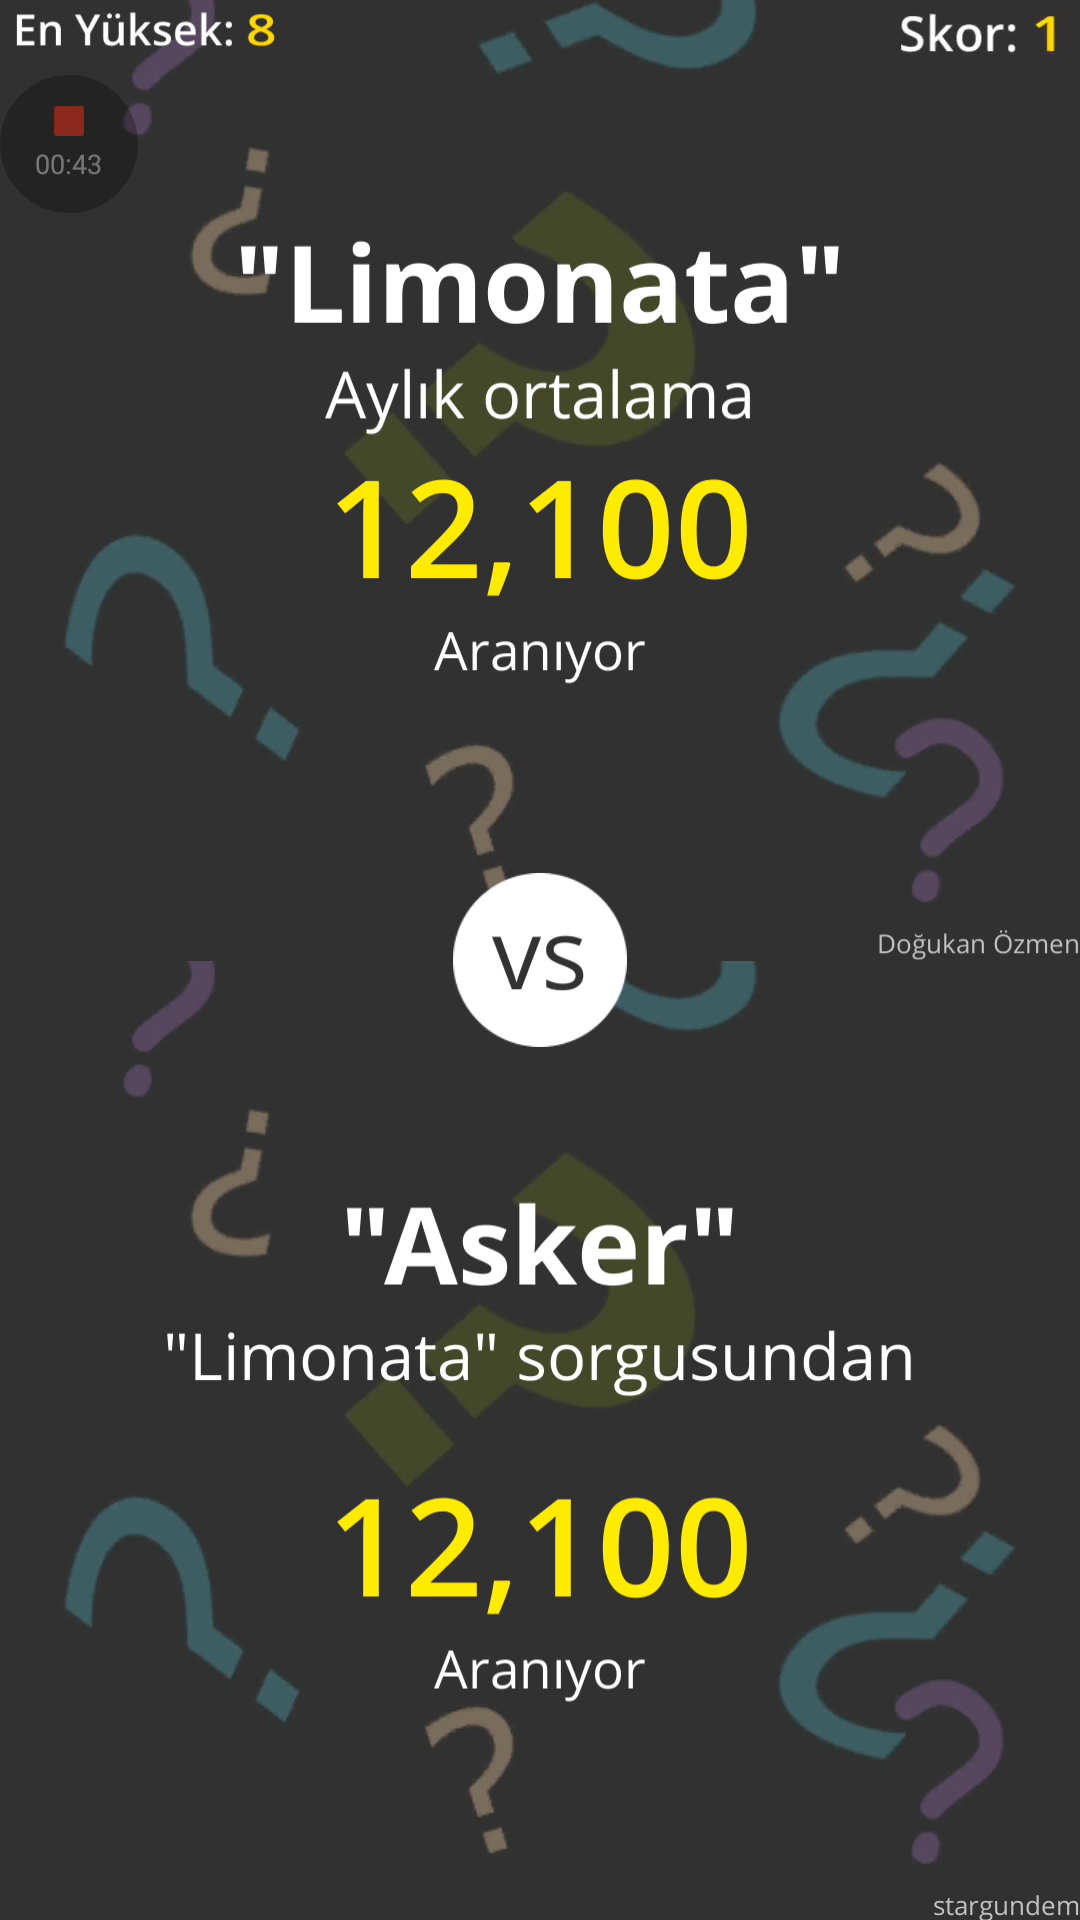 En Yüksek: 8
Skor: 1
00:43
"Limonata"
Aylık ortalama
12,100
Aranıyor
VS
Doğukan Özmen
"Asker"
"Limonata" sorgusundan
12,100
Aranıyor
stargundem